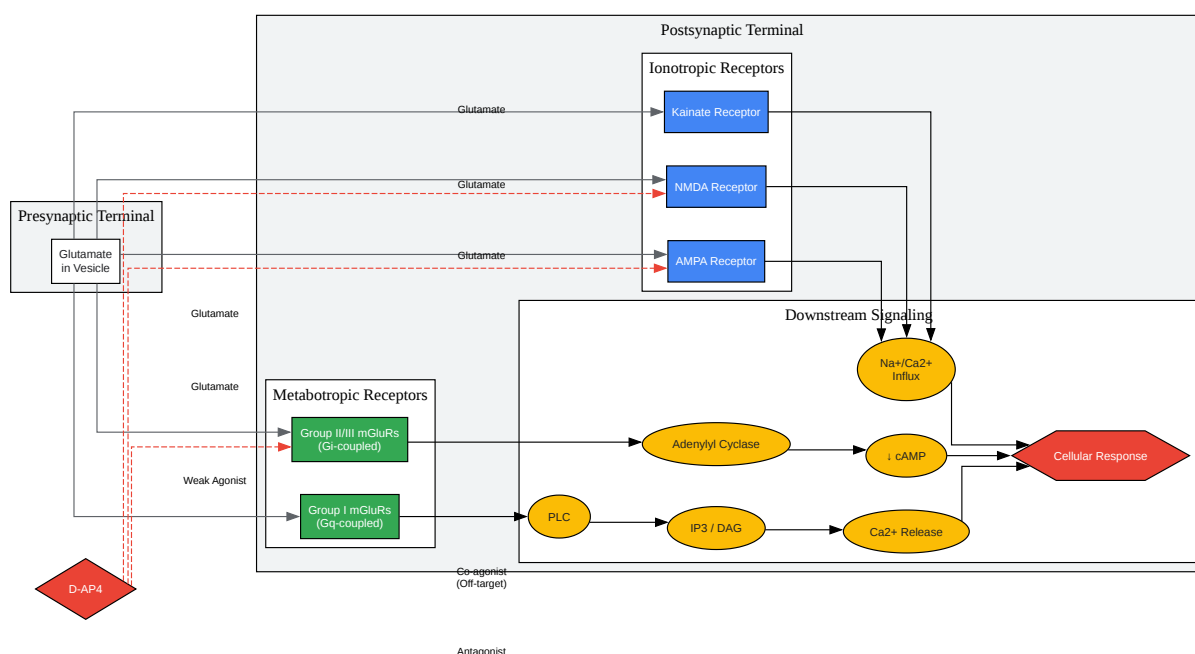 Postsynaptic Terminal
Ionotropic Receptors
Glutamate
Kainate Receptor
Glutamate
NMDA Receptor
Presynaptic Terminal
Glutamate
in Vesicle
Glutamate
AMPA Receptor
Glutamate
Downstream Signaling
Na+/Ca2+
Influx
Glutamate
Metabotropic Receptors
Group II/III mGluRs
(Gi-coupled)
Adenylyl Cyclase
↓ cAMP
Cellular Response
Weak Agonist
Group I mGluRs
(Gq-coupled)
PLC
IP3 / DAG
Ca2+ Release
D-AP4
Co-agonist
(Off-target)
Antagonist